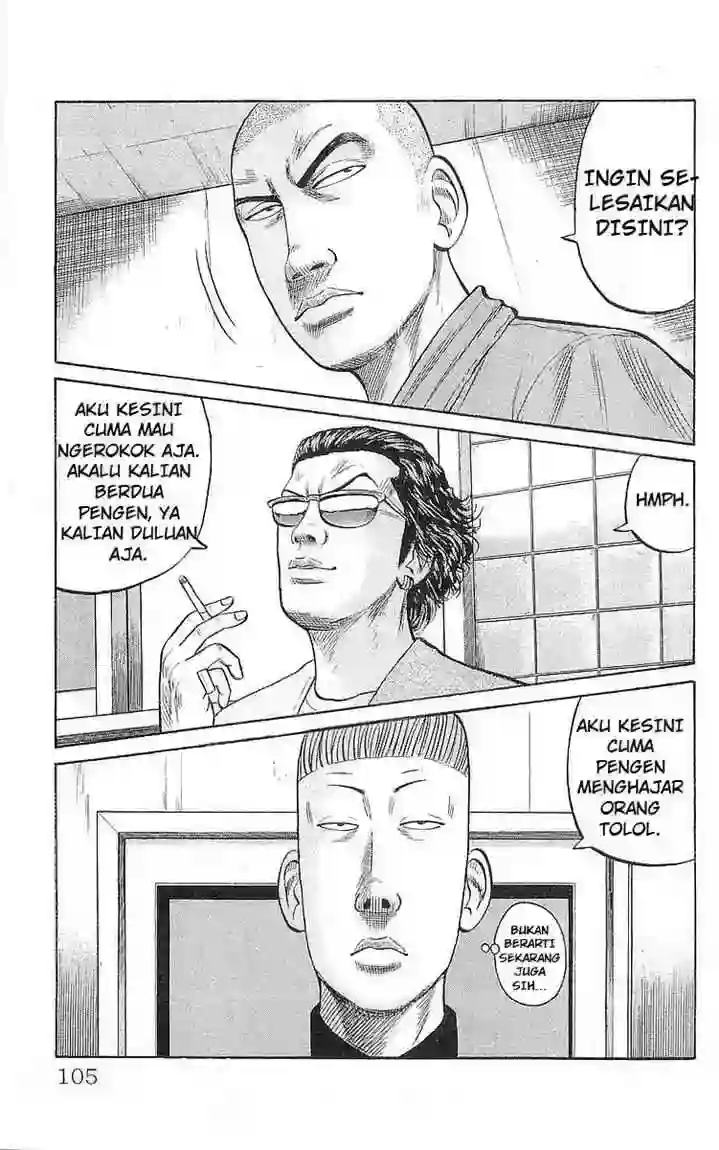 INGIN SE-
LESAIKAN
DISINI?
HMPH.
AKU KESINI
CUMA MAU
NGEROKOK AJA.
AKALU KALIAN
BERDUA
PENGEN, YA
KALIAN DULUAN
AJA.
AKU KESINI
CUMA
PENGEN
MENGHAJAR
ORANG
TOLOL.
BUKAN
BERARTI
SEKARANG
JUGA
SIH...
105